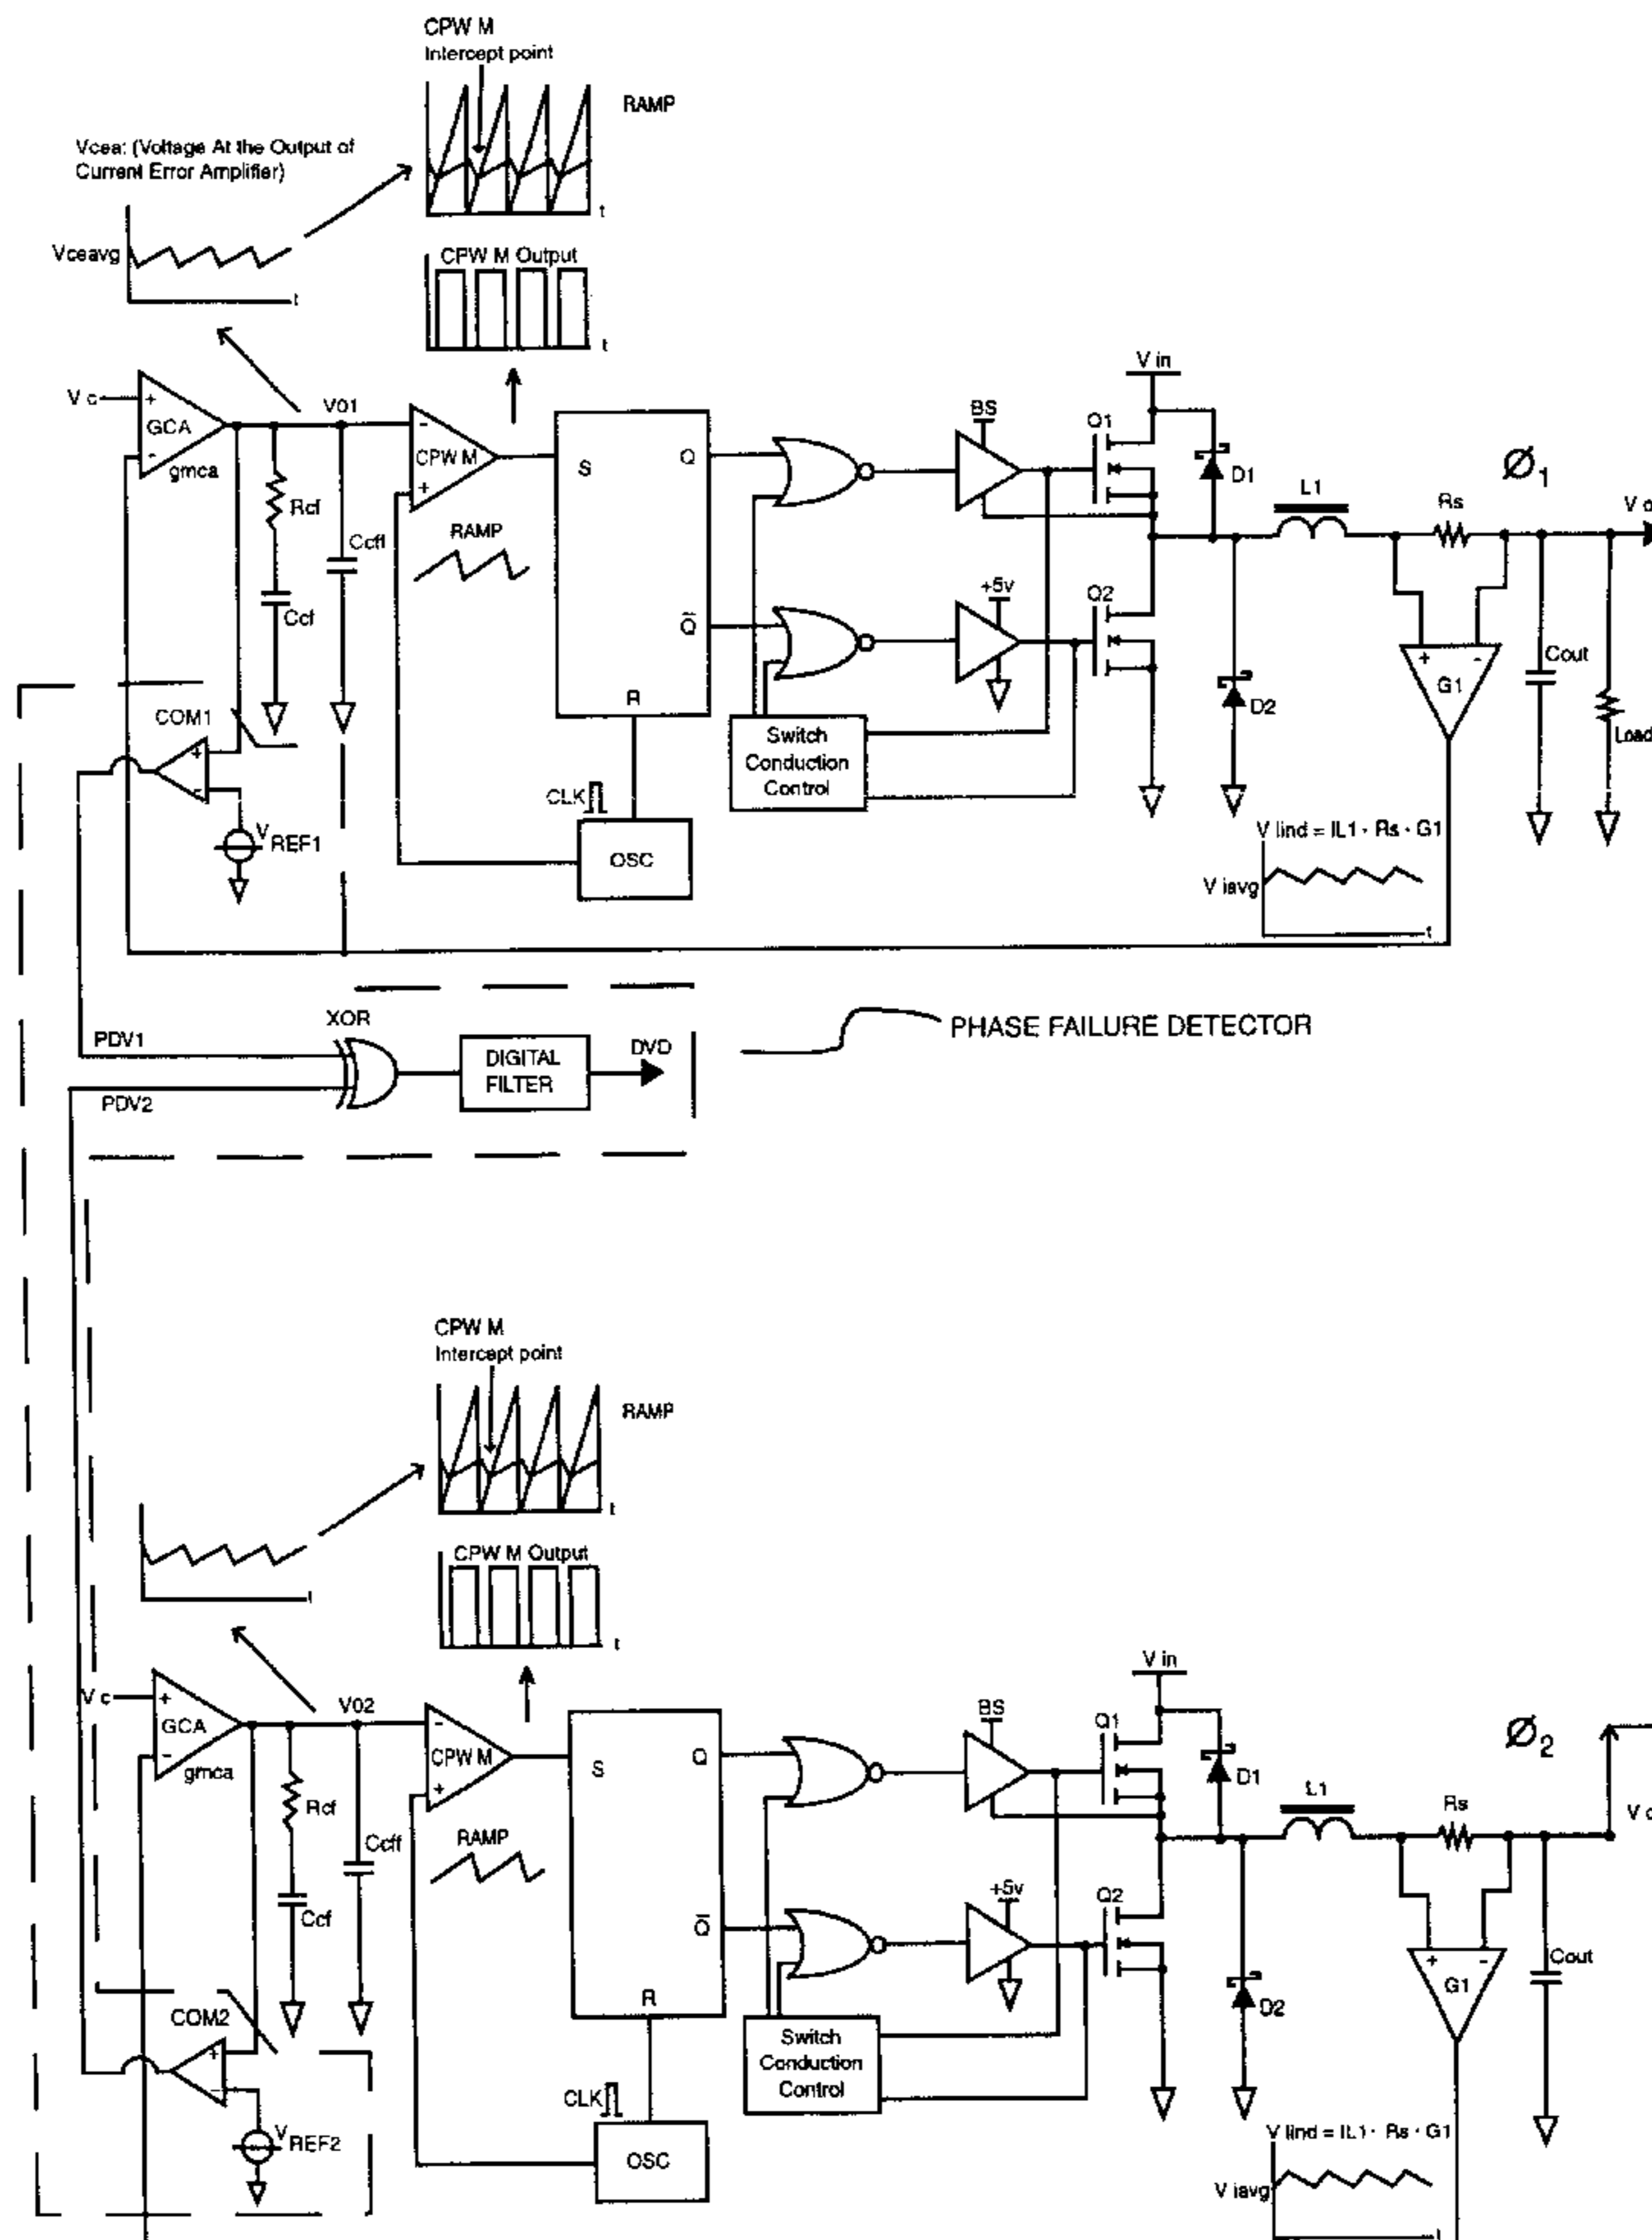 CPW M
Intercept point
RAMP
Vcea: (Voltage At the Output of
Current Error Amplifier)
t
Vceavg
t
CPW M Output
t
V in
V c
+
GCA
-
gmca
V01
-
CPW M
+
S
Q
BS
Q1
D1
L1
Ø1
Rs
V o
Rcf
Ccff
RAMP
Ccf
Q̅
+5v
Q2
+ -
G1
Cout
Load
D2
R
COM1
+
-
V REF1
CLK
OSC
Switch
Conduction
Control
V lind = IL1 · Rs · G1
V iavg
t
PDV1
XOR
DIGITAL
FILTER
DVD
PHASE FAILURE DETECTOR
PDV2
CPW M
Intercept point
RAMP
t
t
CPW M Output
t
V in
V c
+
GCA
-
gmca
V02
-
CPW M
+
S
Q
BS
Q1
D1
L1
Ø2
Rs
V o
Rcf
Ccff
RAMP
Ccf
Q̅
+5v
Q2
+ -
G1
Cout
D2
R
COM2
+
-
V REF2
CLK
OSC
Switch
Conduction
Control
V lind = IL1 · Rs · G1
V iavg
t